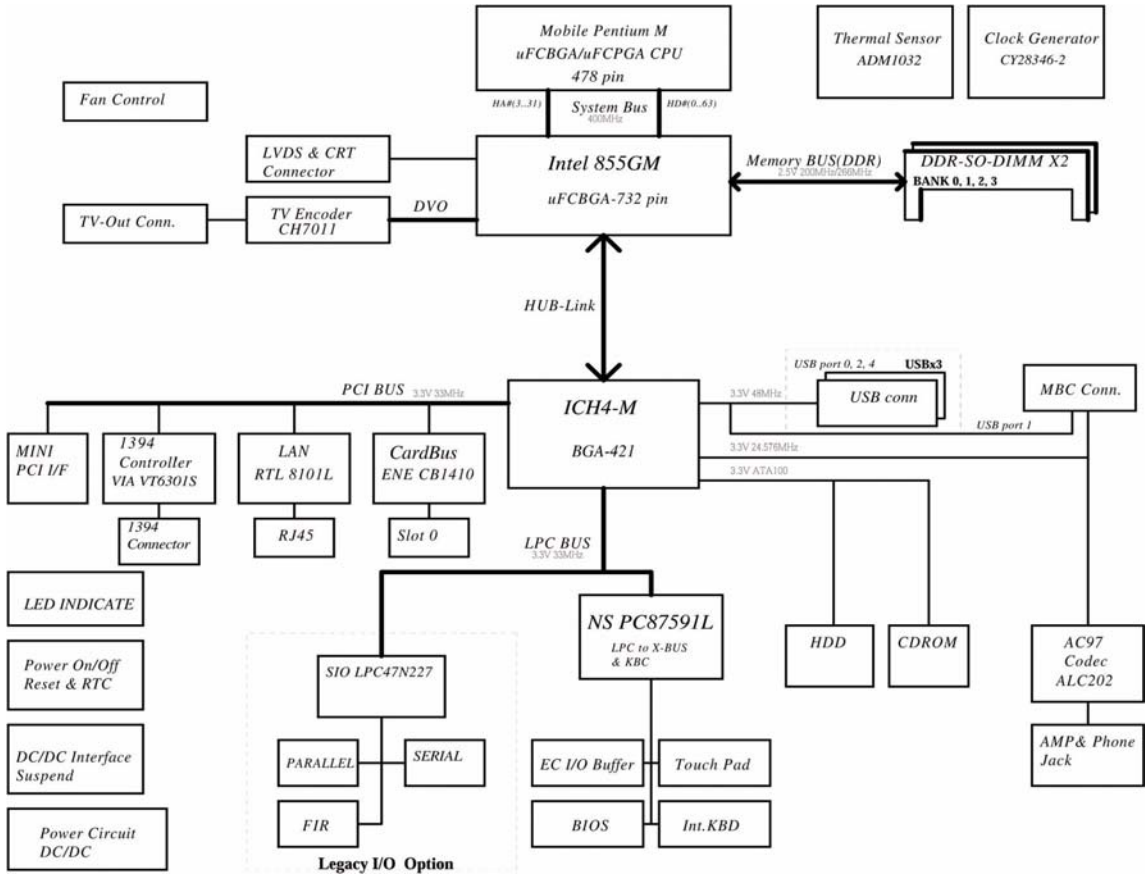 Mobile Pentium M
uFCBGA/uFCPGA CPU
478 pin
Thermal Sensor
ADM1032
Clock Generator
CY28346-2
Fan Control
HA#(3..31)
System Bus
400MHz
HD#(0..63)
LVDS & CRT
Connector
Intel 855GM
uFCBGA-732 pin
Memory BUS(DDR)
2.5V 200MHz/266MHz
DDR-SO-DIMM X2
BANK 0, 1, 2, 3
TV-Out Conn.
TV Encoder
CH7011
DVO
HUB-Link
USB port 0, 2, 4
USBx3
USB conn
MBC Conn.
PCI BUS
3.3V 33MHz
ICH4-M
BGA-421
3.3V 48MHz
USB port 1
3.3V 24.576MHz
3.3V ATA100
MINI
PCI I/F
1394
Controller
VIA VT6301S
LAN
RTL 8101L
CardBus
ENE CB1410
1394
Connector
RJ45
Slot 0
LPC BUS
3.3V 33MHz
LED INDICATE
Power On/Off
Reset & RTC
DC/DC Interface
Suspend
Power Circuit
DC/DC
SIO LPC47N227
PARALLEL
SERIAL
FIR
Legacy I/O Option
NS PC87591L
LPC to X-BUS
& KBC
EC I/O Buffer
Touch Pad
BIOS
Int.KBD
HDD
CDROM
AC97
Codec
ALC202
AMP& Phone
Jack